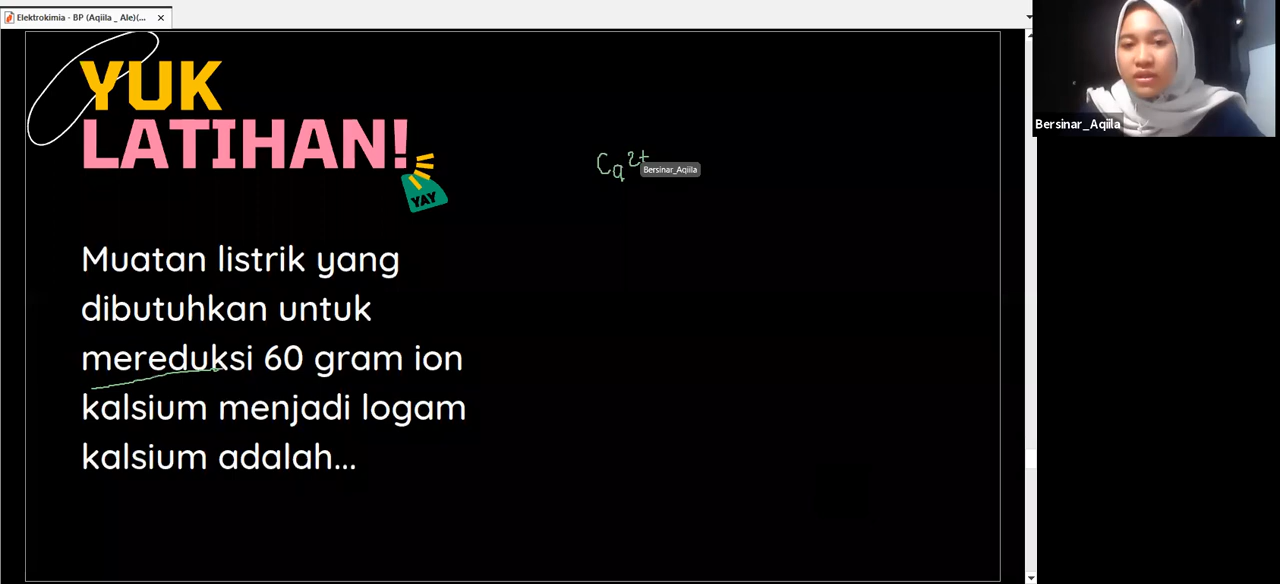 Elektrokimia - BP (Aqiila _ Ale)(...
YUK
LATIHAN!
YAY
Ca²⁺
Bersinar_Aqiila
Muatan listrik yang
dibutuhkan untuk
mereduksi 60 gram ion
kalsium menjadi logam
kalsium adalah...
Bersinar_Aqiila